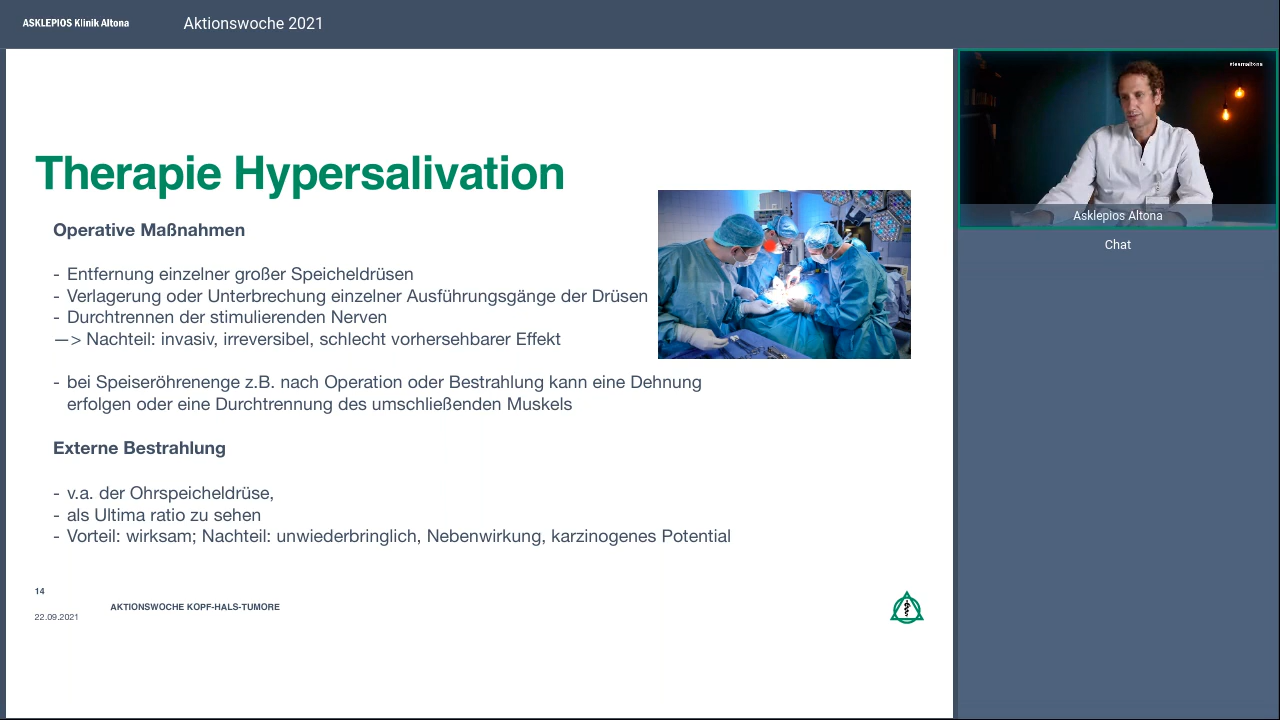 ASKLEPIOS Klinik Altona
Aktionswoche 2021
#teamaltona
Asklepios Altona
Chat
Therapie Hypersalivation
Operative Maßnahmen
- Entfernung einzelner großer Speicheldrüsen
- Verlagerung oder Unterbrechung einzelner Ausführungsgänge der Drüsen
- Durchtrennen der stimulierenden Nerven
—> Nachteil: invasiv, irreversibel, schlecht vorhersehbarer Effekt
- bei Speiseröhrenenge z.B. nach Operation oder Bestrahlung kann eine Dehnung
erfolgen oder eine Durchtrennung des umschließenden Muskels
Externe Bestrahlung
- v.a. der Ohrspeicheldrüse,
- als Ultima ratio zu sehen
- Vorteil: wirksam; Nachteil: unwiederbringlich, Nebenwirkung, karzinogenes Potential
14
AKTIONSWOCHE KOPF-HALS-TUMORE
22.09.2021